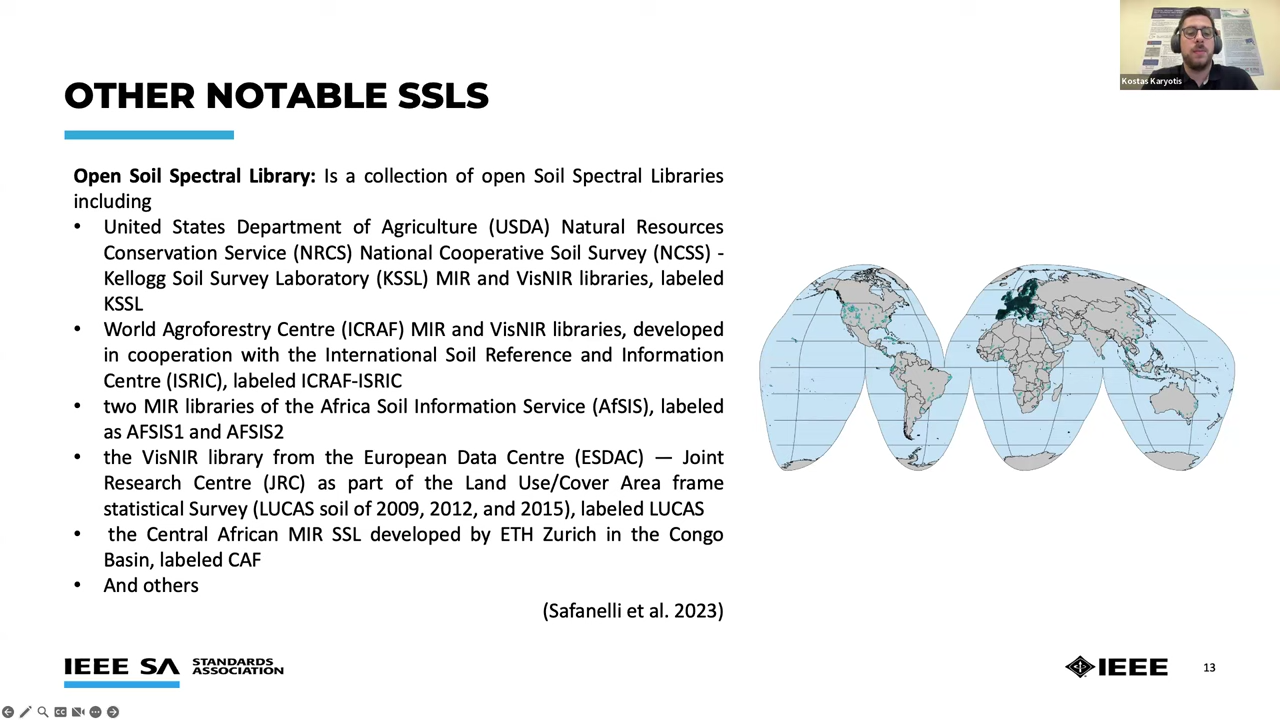 Kostas Karyotis
OTHER NOTABLE SSLS
Open Soil Spectral Library: Is a collection of open Soil Spectral Libraries
including
• United States Department of Agriculture (USDA) Natural Resources
Conservation Service (NRCS) National Cooperative Soil Survey (NCSS) -
Kellogg Soil Survey Laboratory (KSSL) MIR and VisNIR libraries, labeled
KSSL
• World Agroforestry Centre (ICRAF) MIR and VisNIR libraries, developed
in cooperation with the International Soil Reference and Information
Centre (ISRIC), labeled ICRAF-ISRIC
• two MIR libraries of the Africa Soil Information Service (AfSIS), labeled
as AFSIS1 and AFSIS2
• the VisNIR library from the European Data Centre (ESDAC) — Joint
Research Centre (JRC) as part of the Land Use/Cover Area frame
statistical Survey (LUCAS soil of 2009, 2012, and 2015), labeled LUCAS
• the Central African MIR SSL developed by ETH Zurich in the Congo
Basin, labeled CAF
• And others
(Safanelli et al. 2023)
IEEE SA STANDARDS
ASSOCIATION
IEEE
13